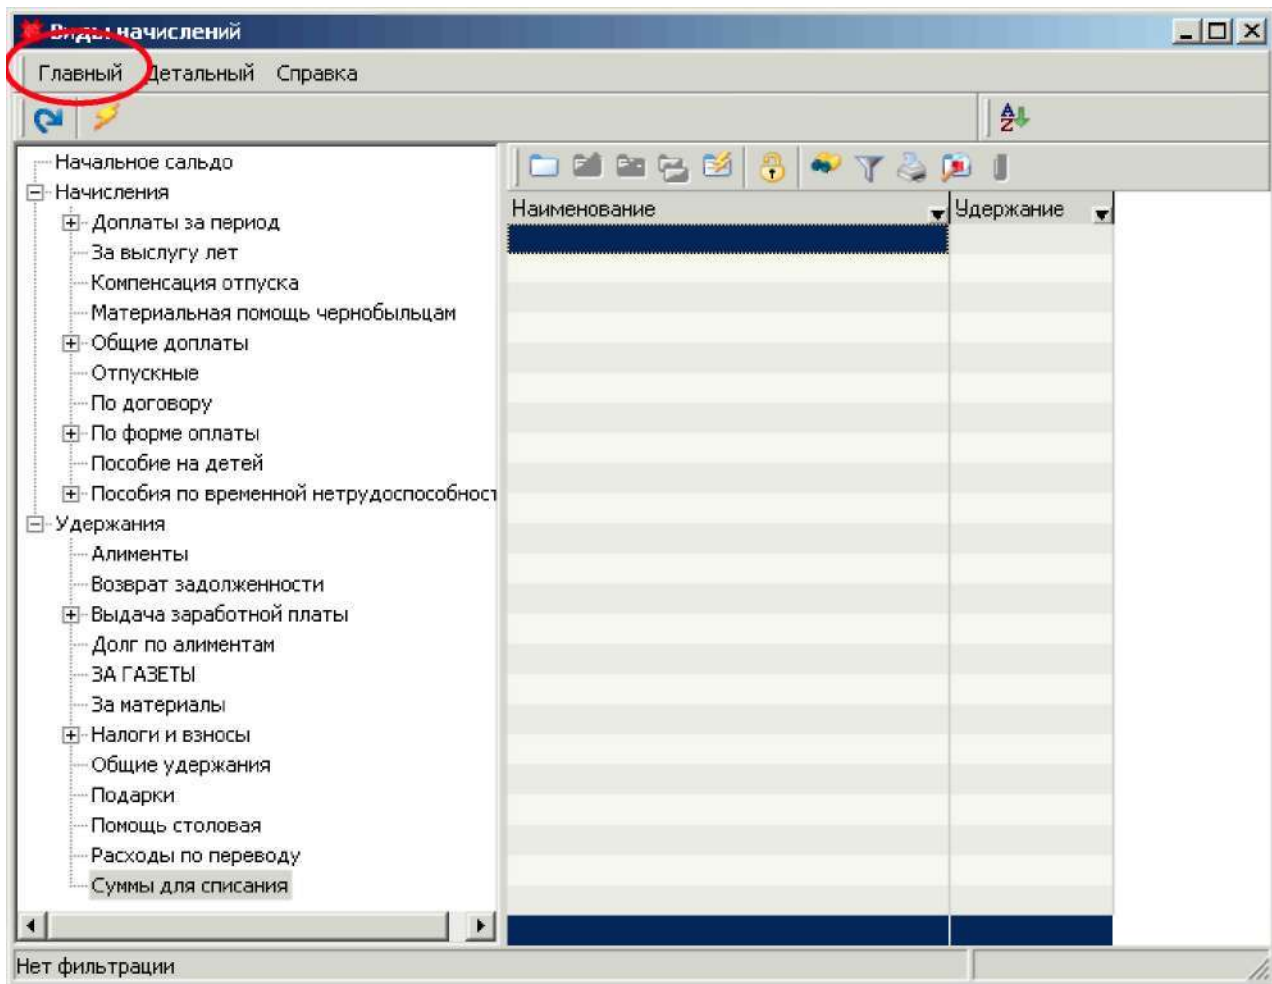 Виды начислений
Главный Детальный Справка
Начальное сальдо
Начисления
Доплаты за период
За выслугу лет
Компенсация отпуска
Материальная помощь чернобыльцам
Общие доплаты
Отпускные
По договору
По форме оплаты
Пособие на детей
Пособия по временной нетрудоспособност
Удержания
Алименты
Возврат задолженности
Выдача заработной платы
Долг по алиментам
ЗА ГАЗЕТЫ
За материалы
Налоги и взносы
Общие удержания
Подарки
Помощь столовая
Расходы по переводу
Суммы для списания
Наименование Удержание
Нет фильтрации